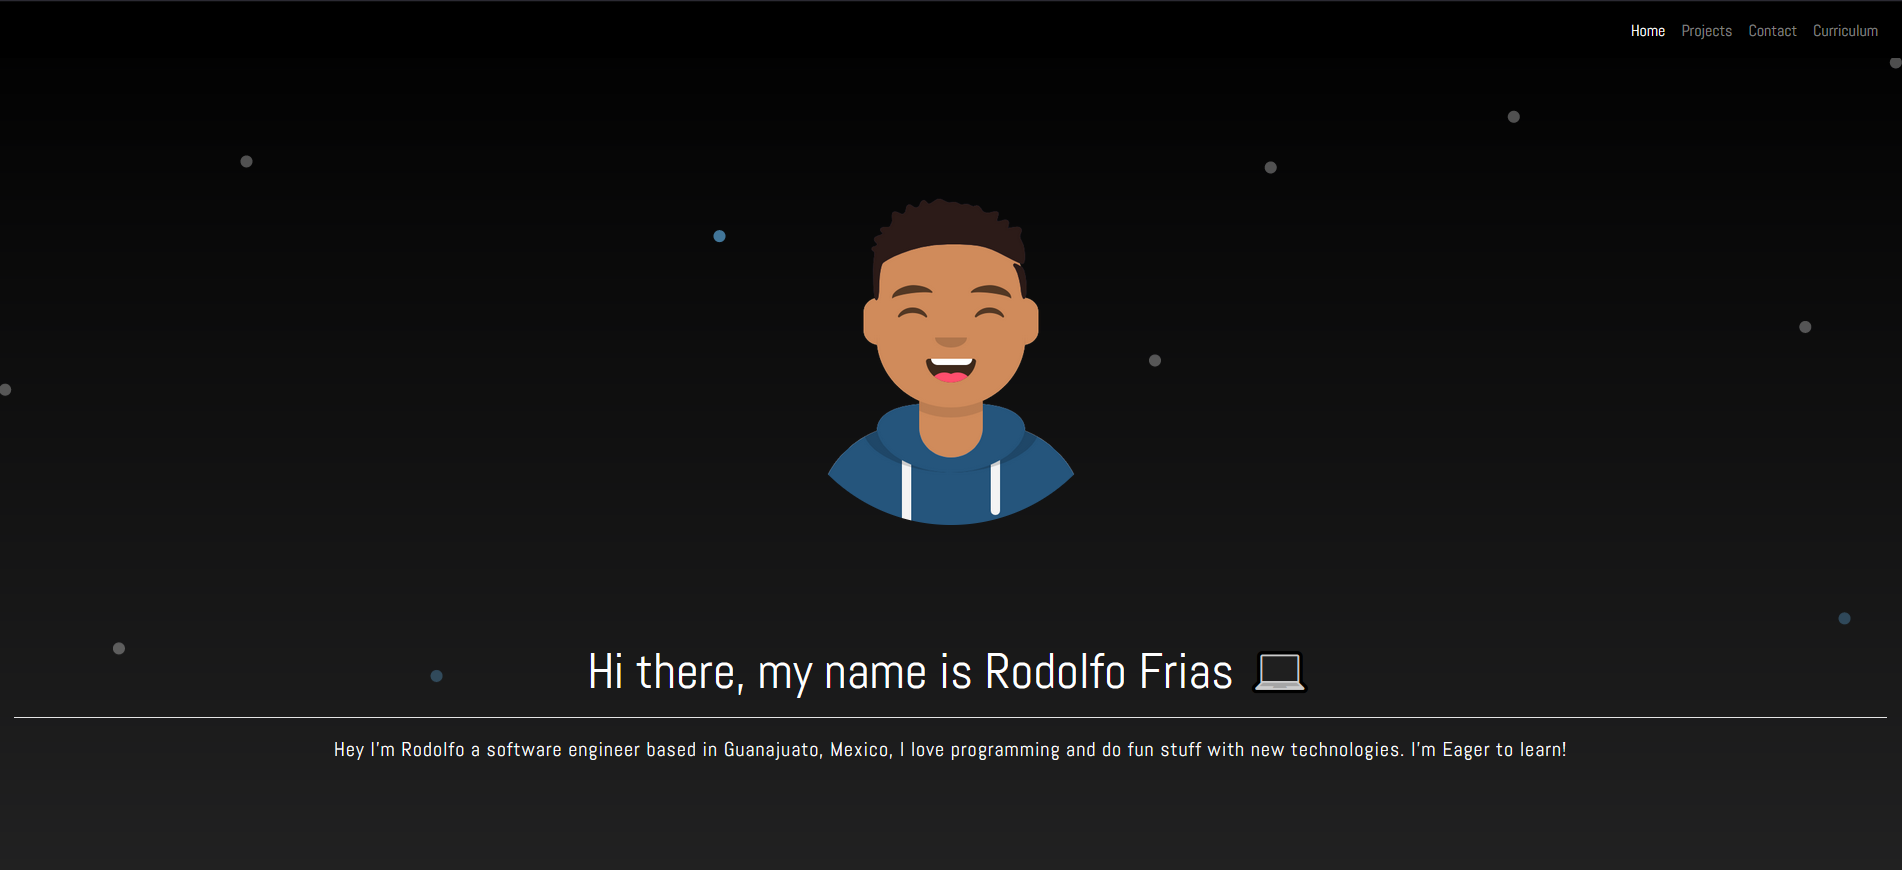 Home Projects Contact Curriculum
Hi there, my name is Rodolfo Frias 💻
Hey I'm Rodolfo a software engineer based in Guanajuato, Mexico, I love programming and do fun stuff with new technologies. I'm Eager to learn!